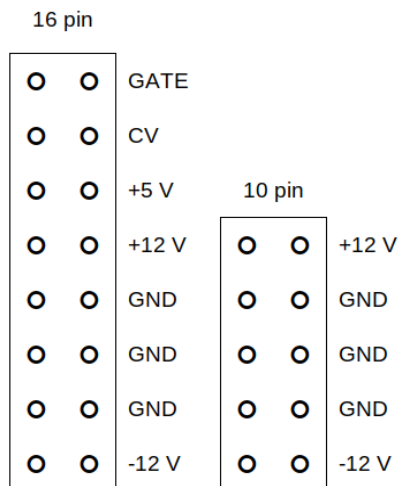 16 pin
GATE
CV
+5 V
+12 V
GND
GND
GND
-12 V
10 pin
+12 V
GND
GND
GND
-12 V